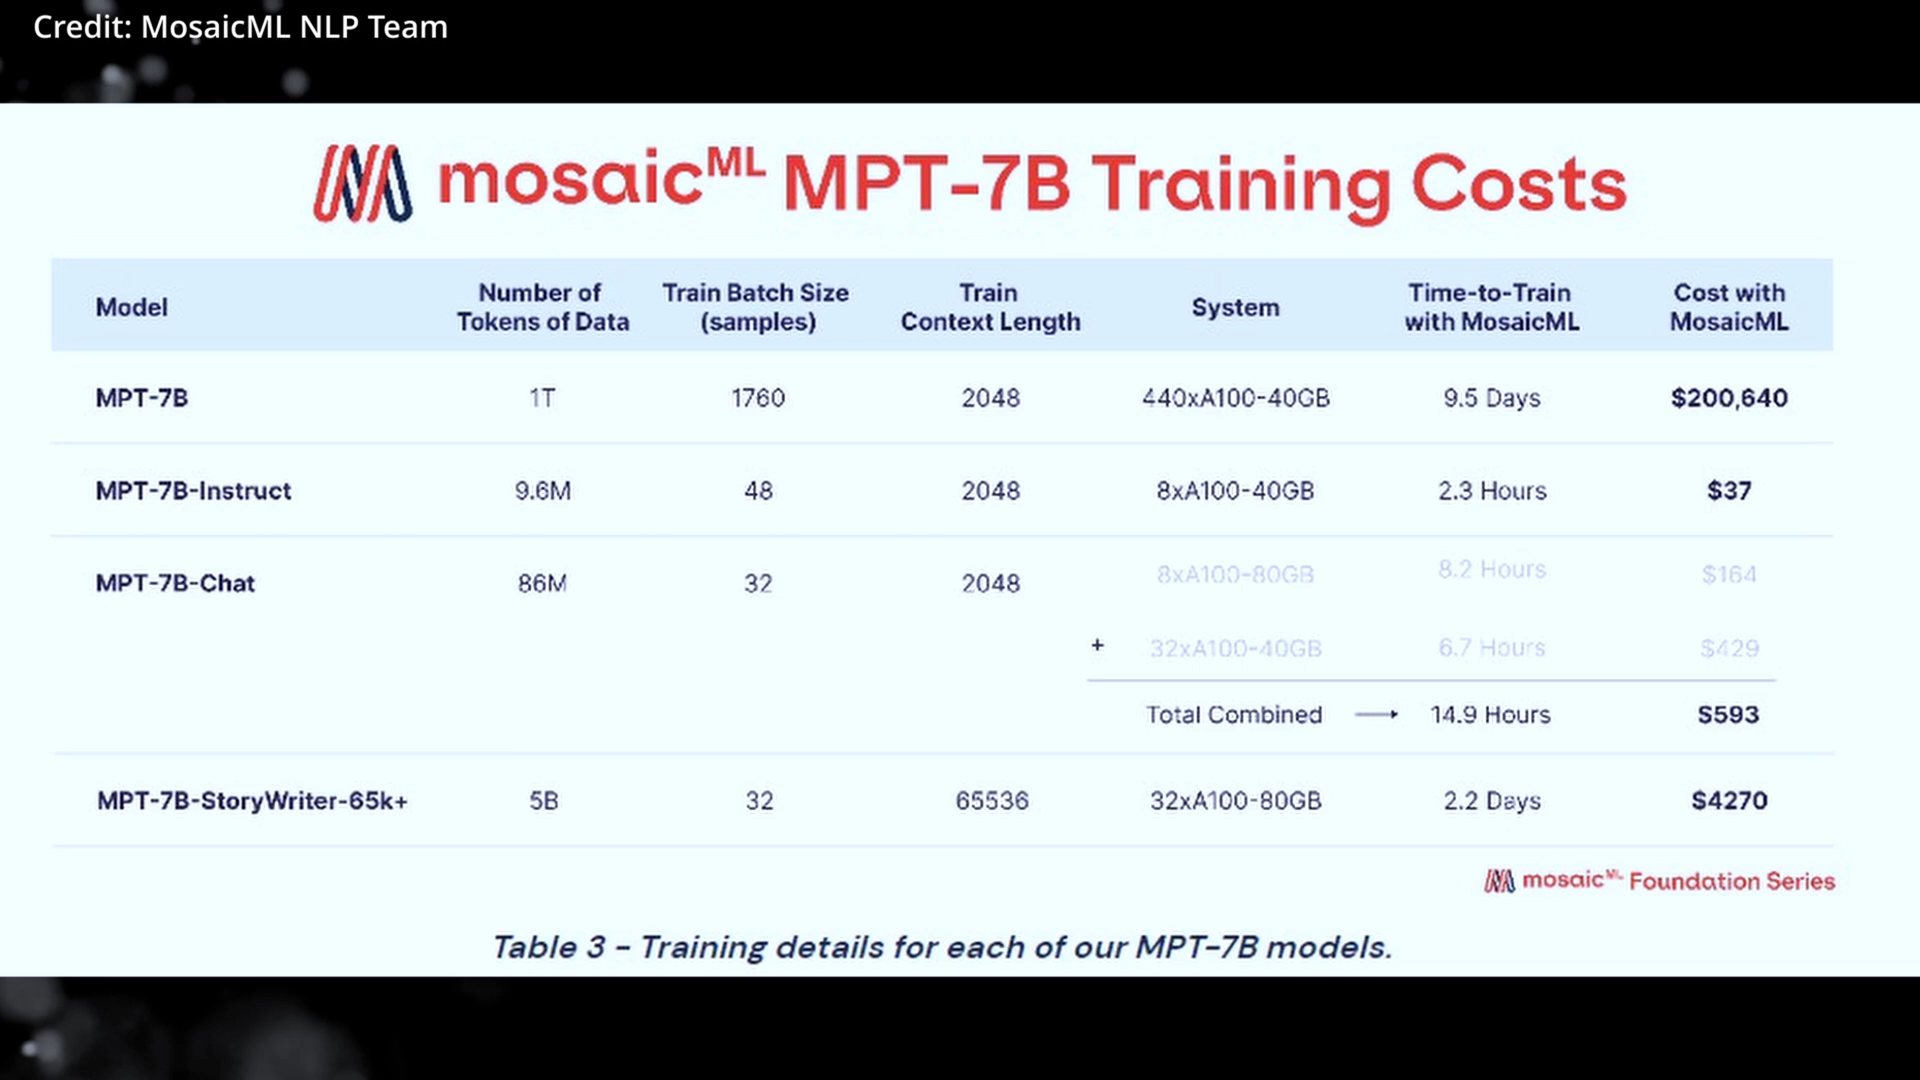 Credit: MosaicML NLP Team
mosaicML MPT-7B Training Costs
Model Number of Tokens of Data Train Batch Size (samples) Train Context Length System Time-to-Train with MosaicML Cost with MosaicML
MPT-7B 1T 1760 2048 440xA100-40GB 9.5 Days $200,640
MPT-7B-Instruct 9.6M 48 2048 8xA100-40GB 2.3 Hours $37
MPT-7B-Chat 86M 32 2048 8xA100-80GB 8.2 Hours $164
+ 32xA100-40GB 6.7 Hours $429
Total Combined → 14.9 Hours $593
MPT-7B-StoryWriter-65k+ 5B 32 65536 32xA100-80GB 2.2 Days $4270
mosaicML Foundation Series
Table 3 - Training details for each of our MPT-7B models.